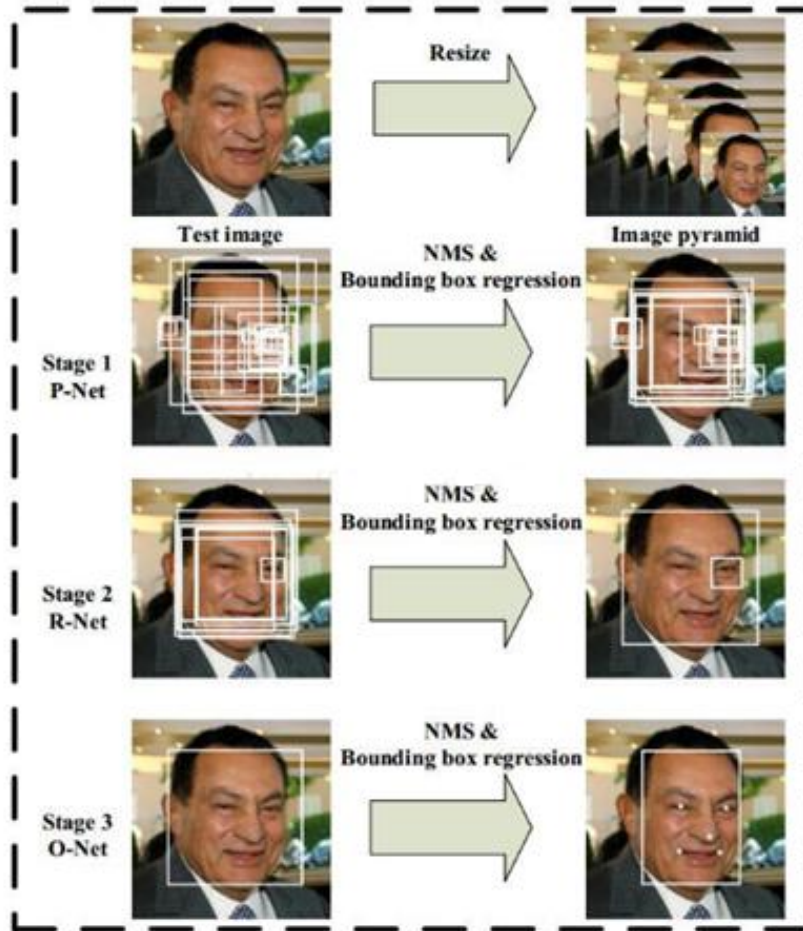 Resize
Test image
Image pyramid
NMS &
Bounding box regression
Stage 1
P-Net
NMS &
Bounding box regression
Stage 2
R-Net
NMS &
Bounding box regression
Stage 3
O-Net